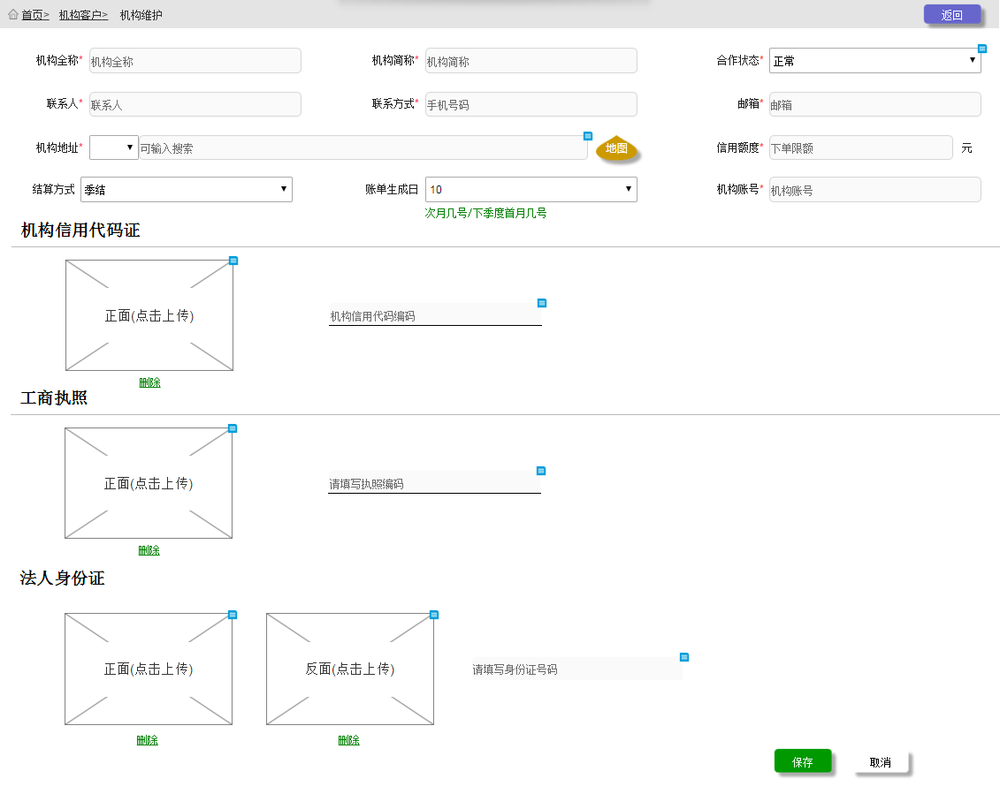 首页> 机构客户> 机构维护 返回
机构全称* 机构全称 机构简称* 机构简称 合作状态* 正常
联系人* 联系人 联系方式* 手机号码 邮箱* 邮箱
机构地址* 可输入搜索 地图 信用额度* 下单限额 元
结算方式 季结 账单生成日 10 机构账号* 机构账号
次月几号/下季度首月几号
机构信用代码证
正面(点击上传) 机构信用代码编码
删除
工商执照
正面(点击上传) 请填写执照编码
删除
法人身份证
正面(点击上传) 反面(点击上传) 请填写身份证号码
删除 删除
保存 取消